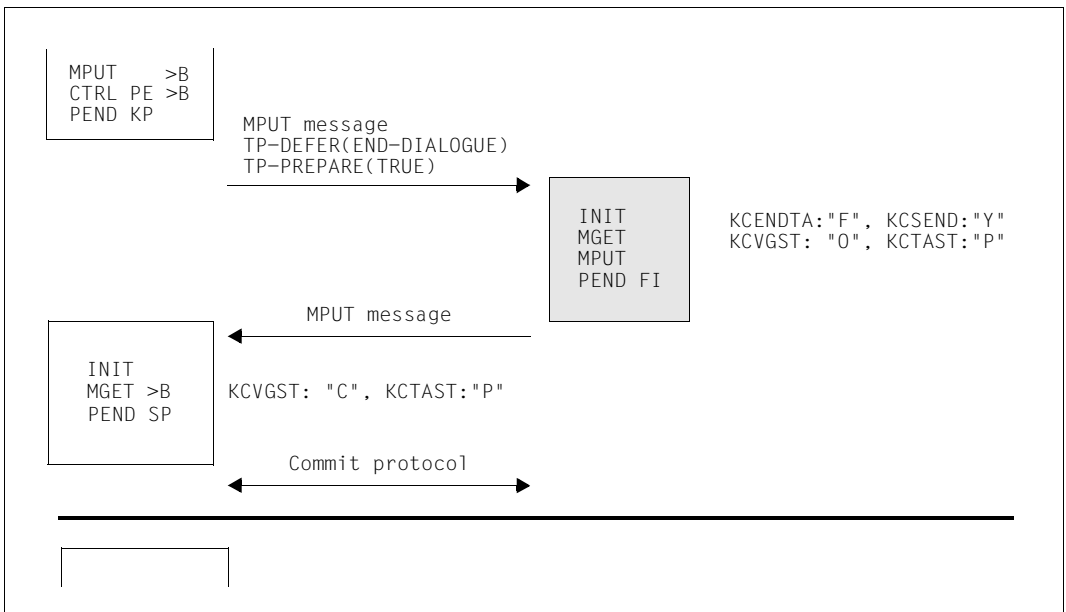 MPUT >B
CTRL PE >B
PEND KP
MPUT message
TP-DEFER(END-DIALOGUE)
TP-PREPARE(TRUE)
INIT
MGET
MPUT
PEND FI
KCENDTA:"F", KCSEND:"Y"
KCVGST: "O", KCTAST:"P"
MPUT message
INIT
MGET >B
PEND SP
KCVGST: "C", KCTAST:"P"
Commit protocol